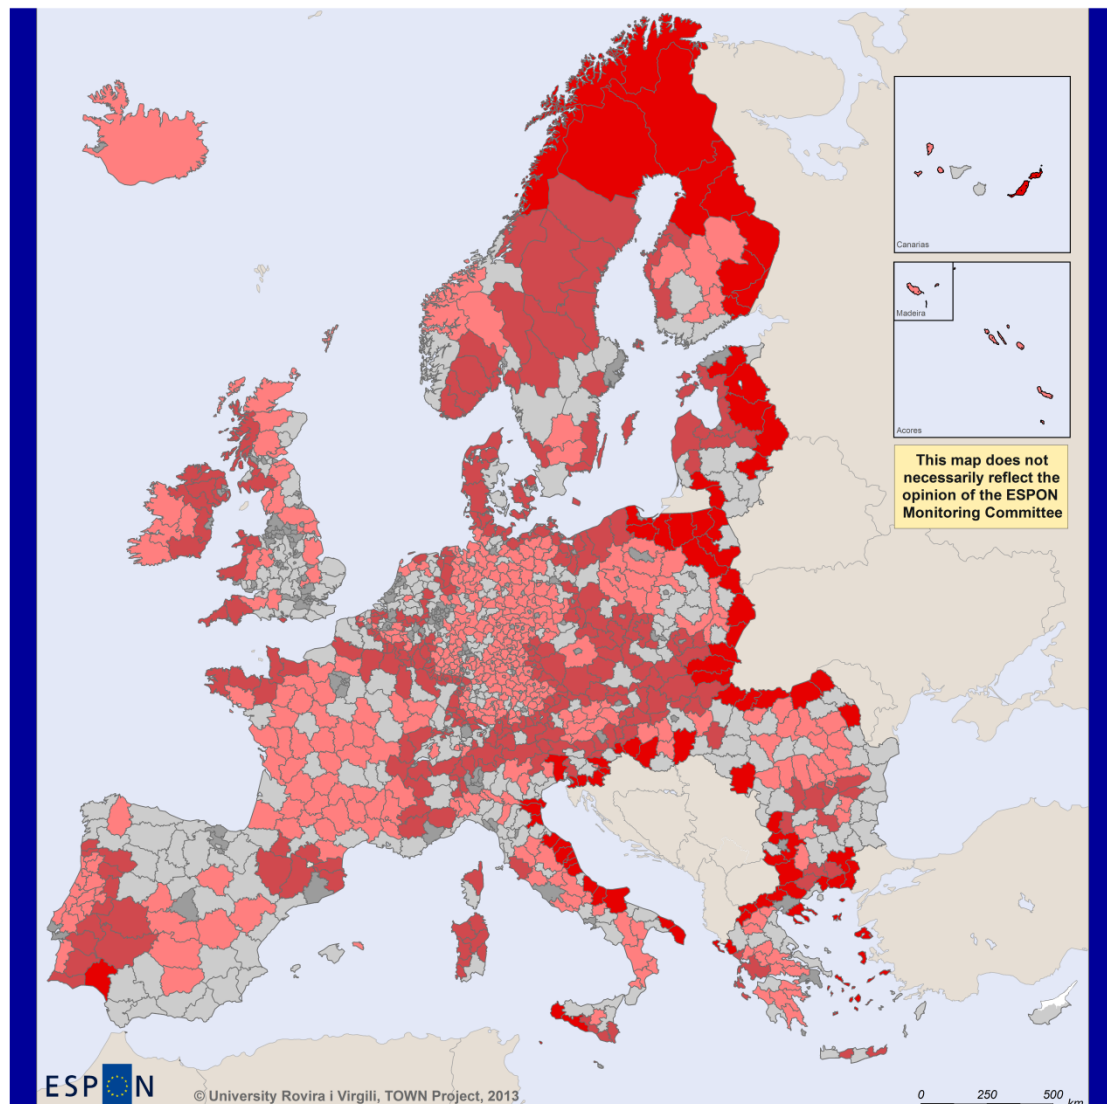 Canarias
Madeira
Acores
This map does not
necessarily reflect the
opinion of the ESPON
Monitoring Committee
ESPON
© University Rovira i Virgili, TOWN Project, 2013
0 250 500
km